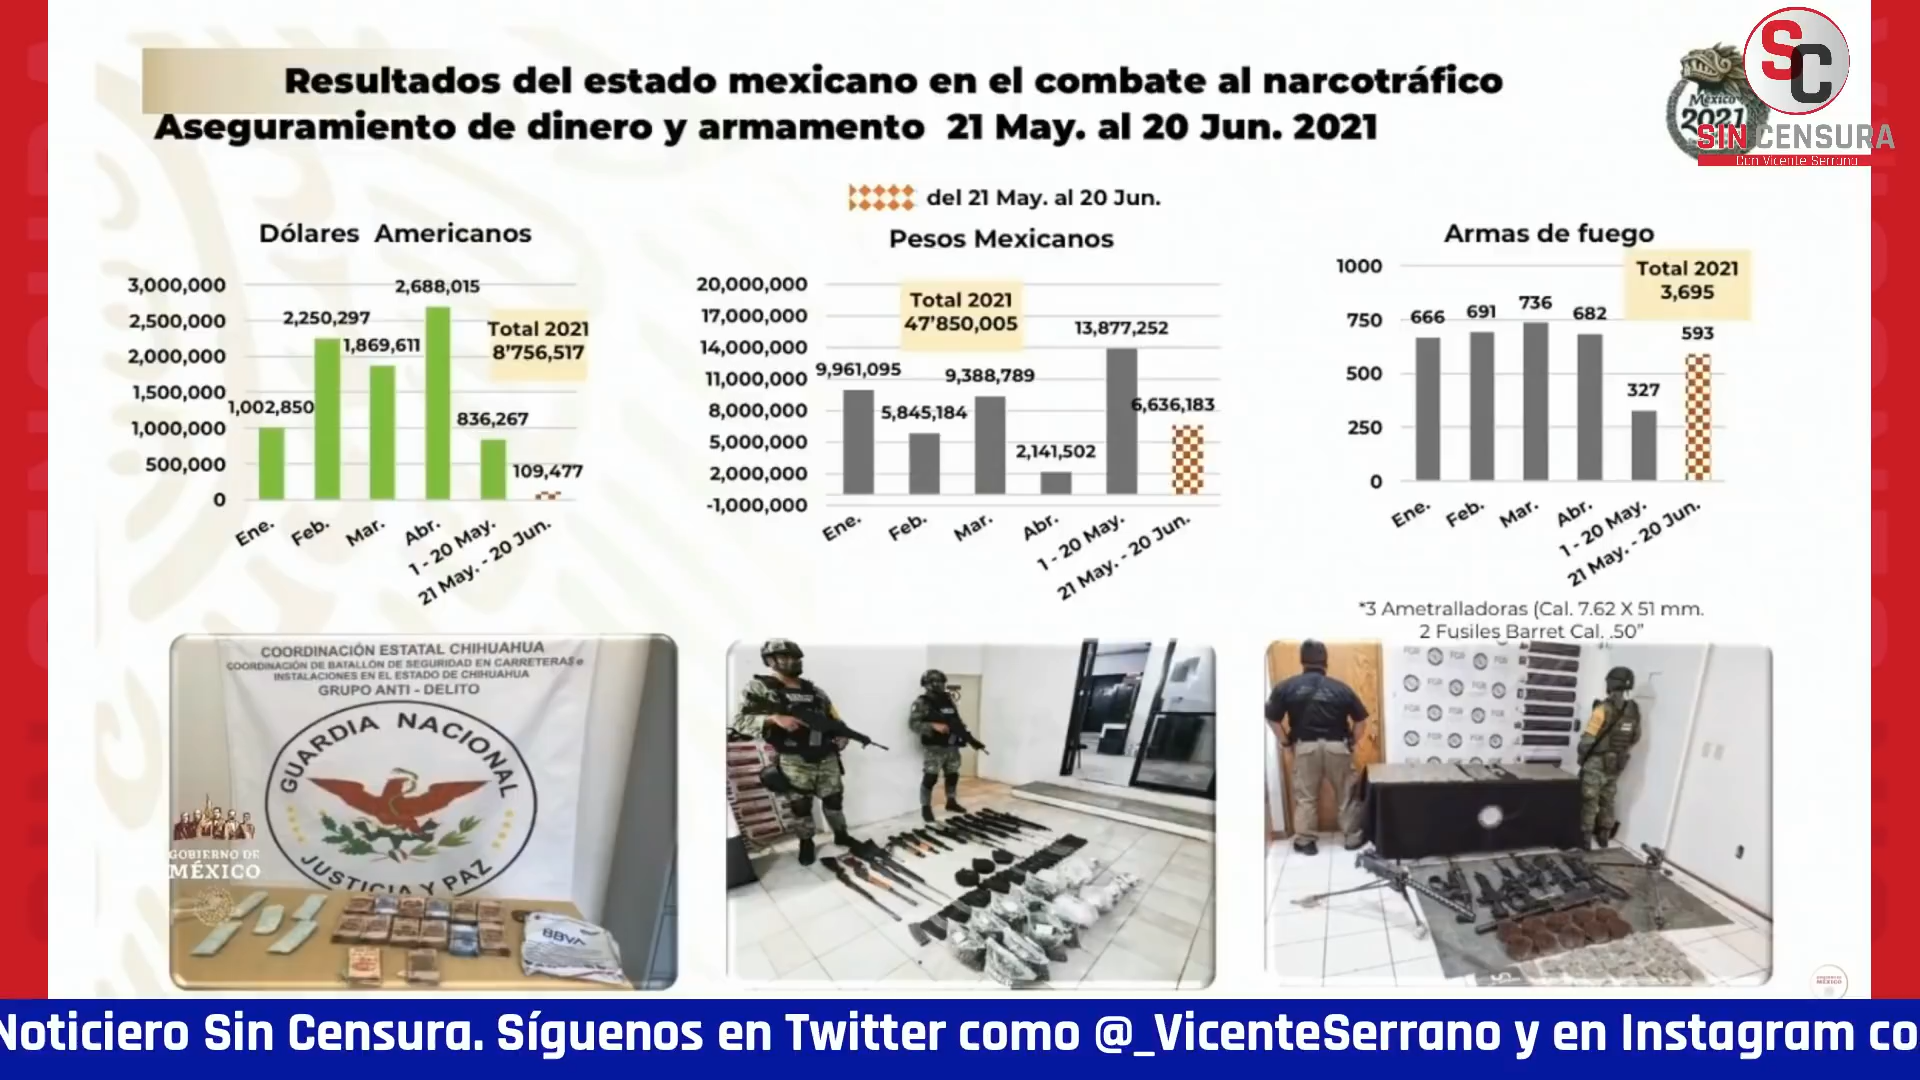 Resultados del estado mexicano en el combate al narcotráfico
Aseguramiento de dinero y armamento 21 May. al 20 Jun. 2021
México
2021
SC
SIN CENSURA
Con Vicente Serrano
del 21 May. al 20 Jun.
Dólares Americanos
3,000,000
2,500,000
2,000,000
1,500,000
1,000,000
500,000
0
1,002,850
2,250,297
1,869,611
2,688,015
836,267
109,477
Total 2021
8’756,517
Ene.
Feb.
Mar.
Abr.
1 - 20 May.
21 May. - 20 Jun.
Pesos Mexicanos
20,000,000
17,000,000
14,000,000
11,000,000
8,000,000
5,000,000
2,000,000
-1,000,000
Total 2021
47’850,005
9,961,095
5,845,184
9,388,789
2,141,502
13,877,252
6,636,183
Ene.
Feb.
Mar.
Abr.
1 - 20 May.
21 May. - 20 Jun.
Armas de fuego
1000
750
500
250
0
Total 2021
3,695
666
691
736
682
327
593
Ene.
Feb.
Mar.
Abr.
1 - 20 May.
21 May. - 20 Jun.
*3 Ametralladoras (Cal. 7.62 X 51 mm.
2 Fusiles Barret Cal. .50”
COORDINACIÓN ESTATAL CHIHUAHUA
COORDINACIÓN DE BATALLÓN DE SEGURIDAD EN CARRETERAS e
INSTALACIONES EN EL ESTADO DE CHIHUAHUA
GRUPO ANTI - DELITO
GUARDIA NACIONAL
JUSTICIA Y PAZ
GOBIERNO DE
MÉXICO
BBVA
FGR
Noticiero Sin Censura. Síguenos en Twitter como @_VicenteSerrano y en Instagram co